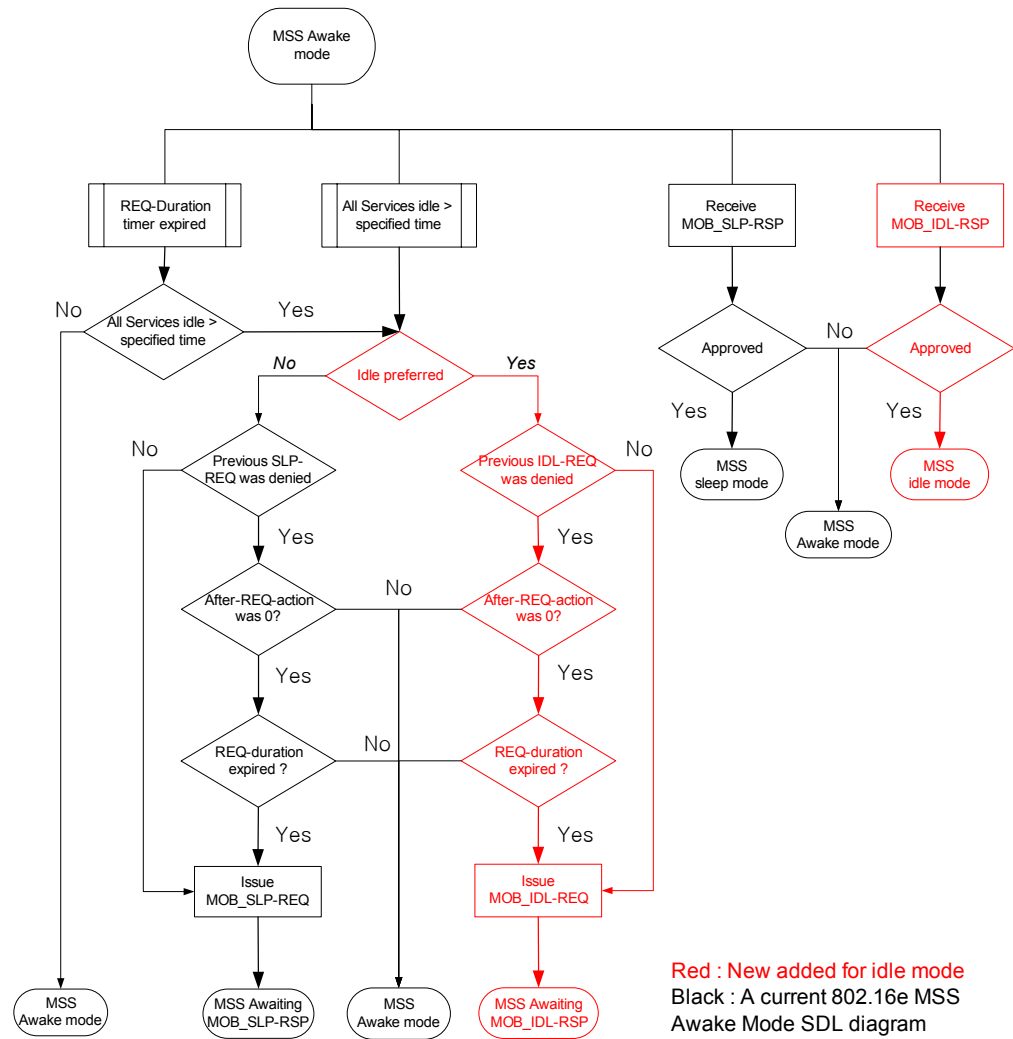 MSS Awake
mode
REQ-Duration
timer expired
All Services idle >
specified time
Receive
MOB_SLP-RSP
Receive
MOB_IDL-RSP
No
All Services idle >
specified time
Yes
Approved
No
Approved
No
Idle preferred
Yes
Yes
Yes
No
Previous SLP-
REQ was denied
Previous IDL-REQ
was denied
No
MSS
sleep mode
MSS
idle mode
MSS
Awake mode
Yes
Yes
After-REQ-action
was 0?
No
After-REQ-action
was 0?
Yes
Yes
REQ-duration
expired ?
No
REQ-duration
expired ?
Yes
Yes
Issue
MOB_SLP-REQ
Issue
MOB_IDL-REQ
MSS
Awake mode
MSS Awaiting
MOB_SLP-RSP
MSS
Awake mode
MSS Awaiting
MOB_IDL-RSP
Red : New added for idle mode
Black : A current 802.16e MSS
Awake Mode SDL diagram